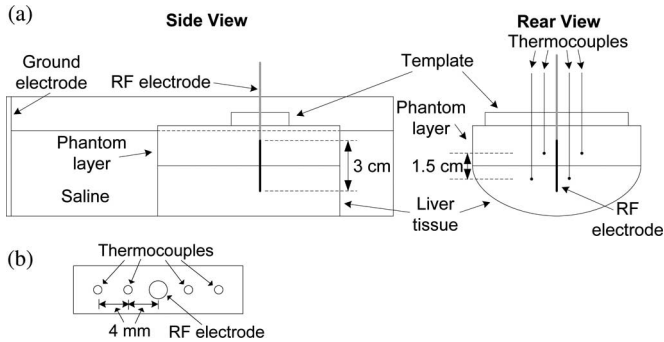 (a)
Side View
Rear View
Ground
electrode
RF electrode
Template
Thermocouples
Phantom
layer
3 cm
Saline
Phantom
layer
1.5 cm
Liver
tissue
RF
electrode
(b)
Thermocouples
4 mm
RF electrode